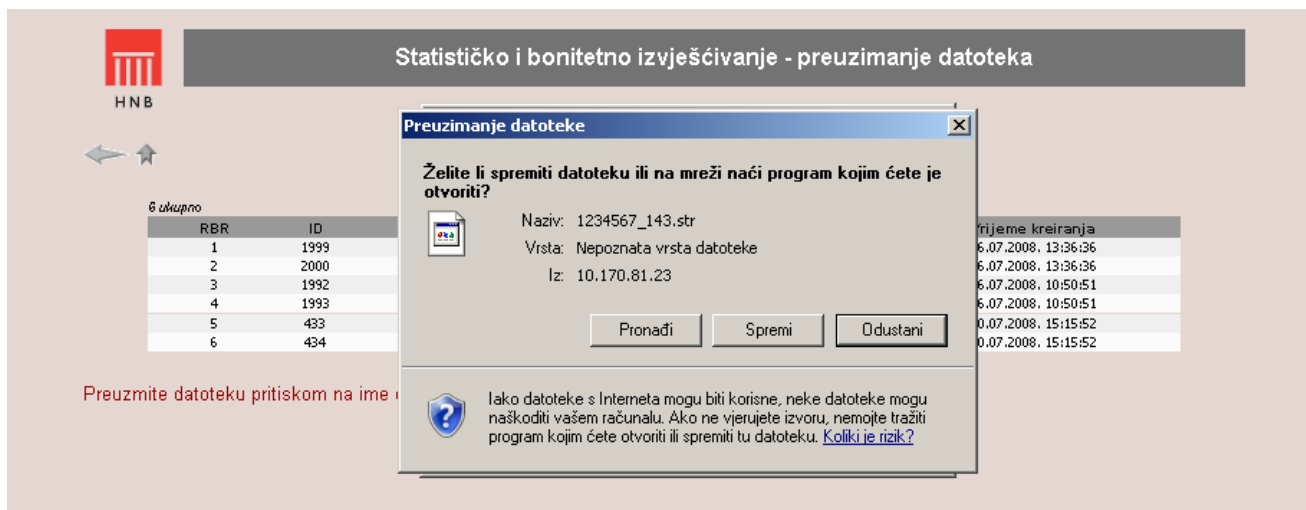 Statističko i bonitetno izvješćivanje - preuzimanje datoteka
HNB
Preuzimanje datoteke
Želite li spremiti datoteku ili na mreži naći program kojim ćete je
otvoriti?
Naziv: 1234567_143.str
Vrsta: Nepoznata vrsta datoteke
Iz: 10.170.81.23
Pronađi Spremi Odustani
Iako datoteke s Interneta mogu biti korisne, neke datoteke mogu
naškoditi vašem računalu. Ako ne vjerujete izvoru, nemojte tražiti
program kojim ćete otvoriti ili spremiti tu datoteku. Koliki je rizik?
6 ukupno
RBR ID rijeme kreiranja
1 1999 6.07.2008. 13:36:36
2 2000 6.07.2008. 13:36:36
3 1992 6.07.2008. 10:50:51
4 1993 6.07.2008. 10:50:51
5 433 0.07.2008. 15:15:52
6 434 0.07.2008. 15:15:52
Preuzmite datoteku pritiskom na ime